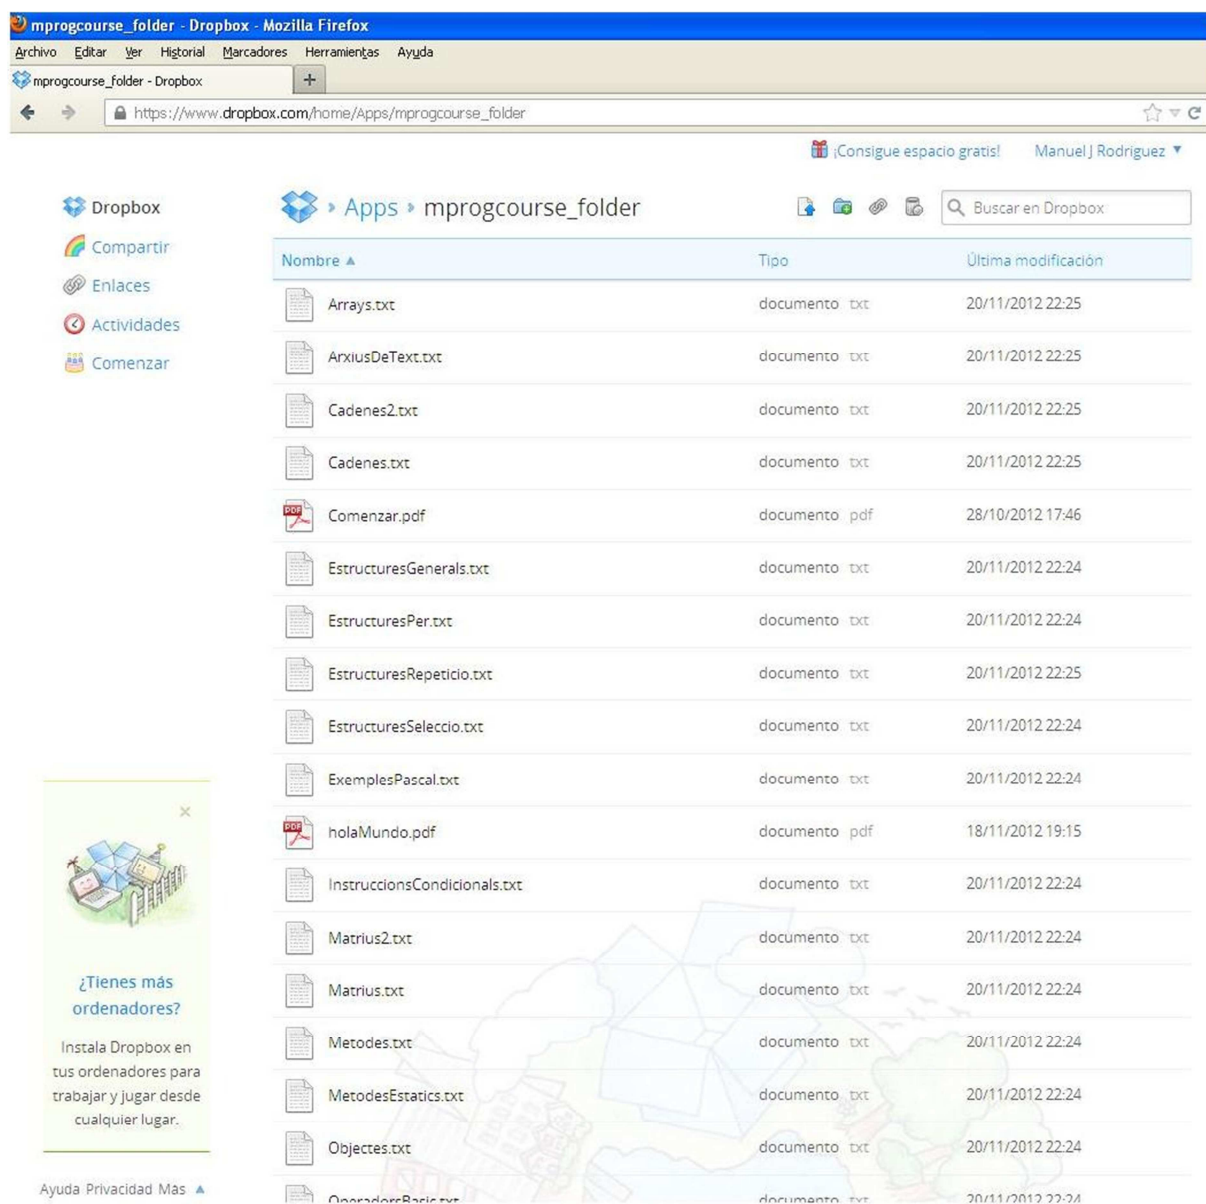 mprogcourse_folder - Dropbox - Mozilla Firefox
Archivo Editar Ver Historial Marcadores Herramientas Ayuda
mprogcourse_folder - Dropbox +
https://www.dropbox.com/home/Apps/mprogcourse_folder
¡Consigue espacio gratis! Manuel J Rodriguez
Dropbox
Compartir
Enlaces
Actividades
Comenzar
Apps mprogcourse_folder
Buscar en Dropbox
Nombre Tipo Última modificación
Arrays.txt documento txt 20/11/2012 22:25
ArxiusDeText.txt documento txt 20/11/2012 22:25
Cadenes2.txt documento txt 20/11/2012 22:25
Cadenes.txt documento txt 20/11/2012 22:25
PDF Comenzar.pdf documento pdf 28/10/2012 17:46
EstructuresGenerals.txt documento txt 20/11/2012 22:24
EstructuresPer.txt documento txt 20/11/2012 22:24
EstructuresRepeticio.txt documento txt 20/11/2012 22:25
EstructuresSeleccio.txt documento txt 20/11/2012 22:24
ExemplesPascal.txt documento txt 20/11/2012 22:24
PDF holaMundo.pdf documento pdf 18/11/2012 19:15
InstruccionsCondicionals.txt documento txt 20/11/2012 22:24
Matrius2.txt documento txt 20/11/2012 22:24
Matrius.txt documento txt 20/11/2012 22:24
Metodes.txt documento txt 20/11/2012 22:24
MetodesEstatics.txt documento txt 20/11/2012 22:24
Objectes.txt documento txt 20/11/2012 22:24
OperadorsBasic.txt documento txt 20/11/2012 22:24
¿Tienes más
ordenadores?
Instala Dropbox en
tus ordenadores para
trabajar y jugar desde
cualquier lugar.
Ayuda Privacidad Más